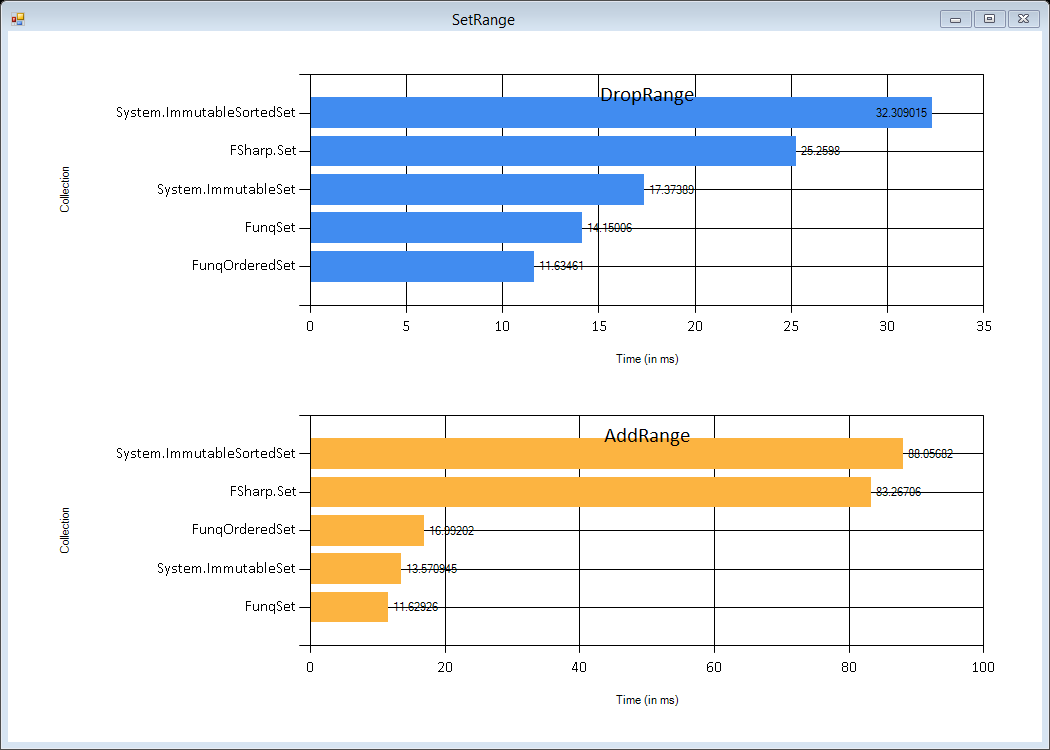 SetRange
DropRange
System.ImmutableSortedSet 32.309015
FSharp.Set 25.2598
System.ImmutableSet 17.37389
FunqSet 14.15006
FunqOrderedSet 11.63461
Collection
0 5 10 15 20 25 30 35
Time (in ms)
AddRange
System.ImmutableSortedSet 88.05682
FSharp.Set 83.26706
FunqOrderedSet 16.99202
System.ImmutableSet 13.570945
FunqSet 11.62926
Collection
0 20 40 60 80 100
Time (in ms)